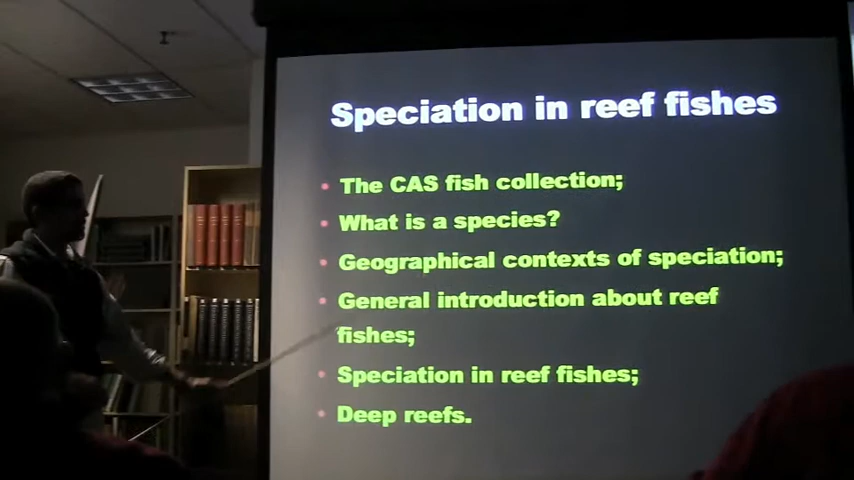 Speciation in reef fishes
• The CAS fish collection;
• What is a species?
• Geographical contexts of speciation;
• General introduction about reef
fishes;
• Speciation in reef fishes;
• Deep reefs.